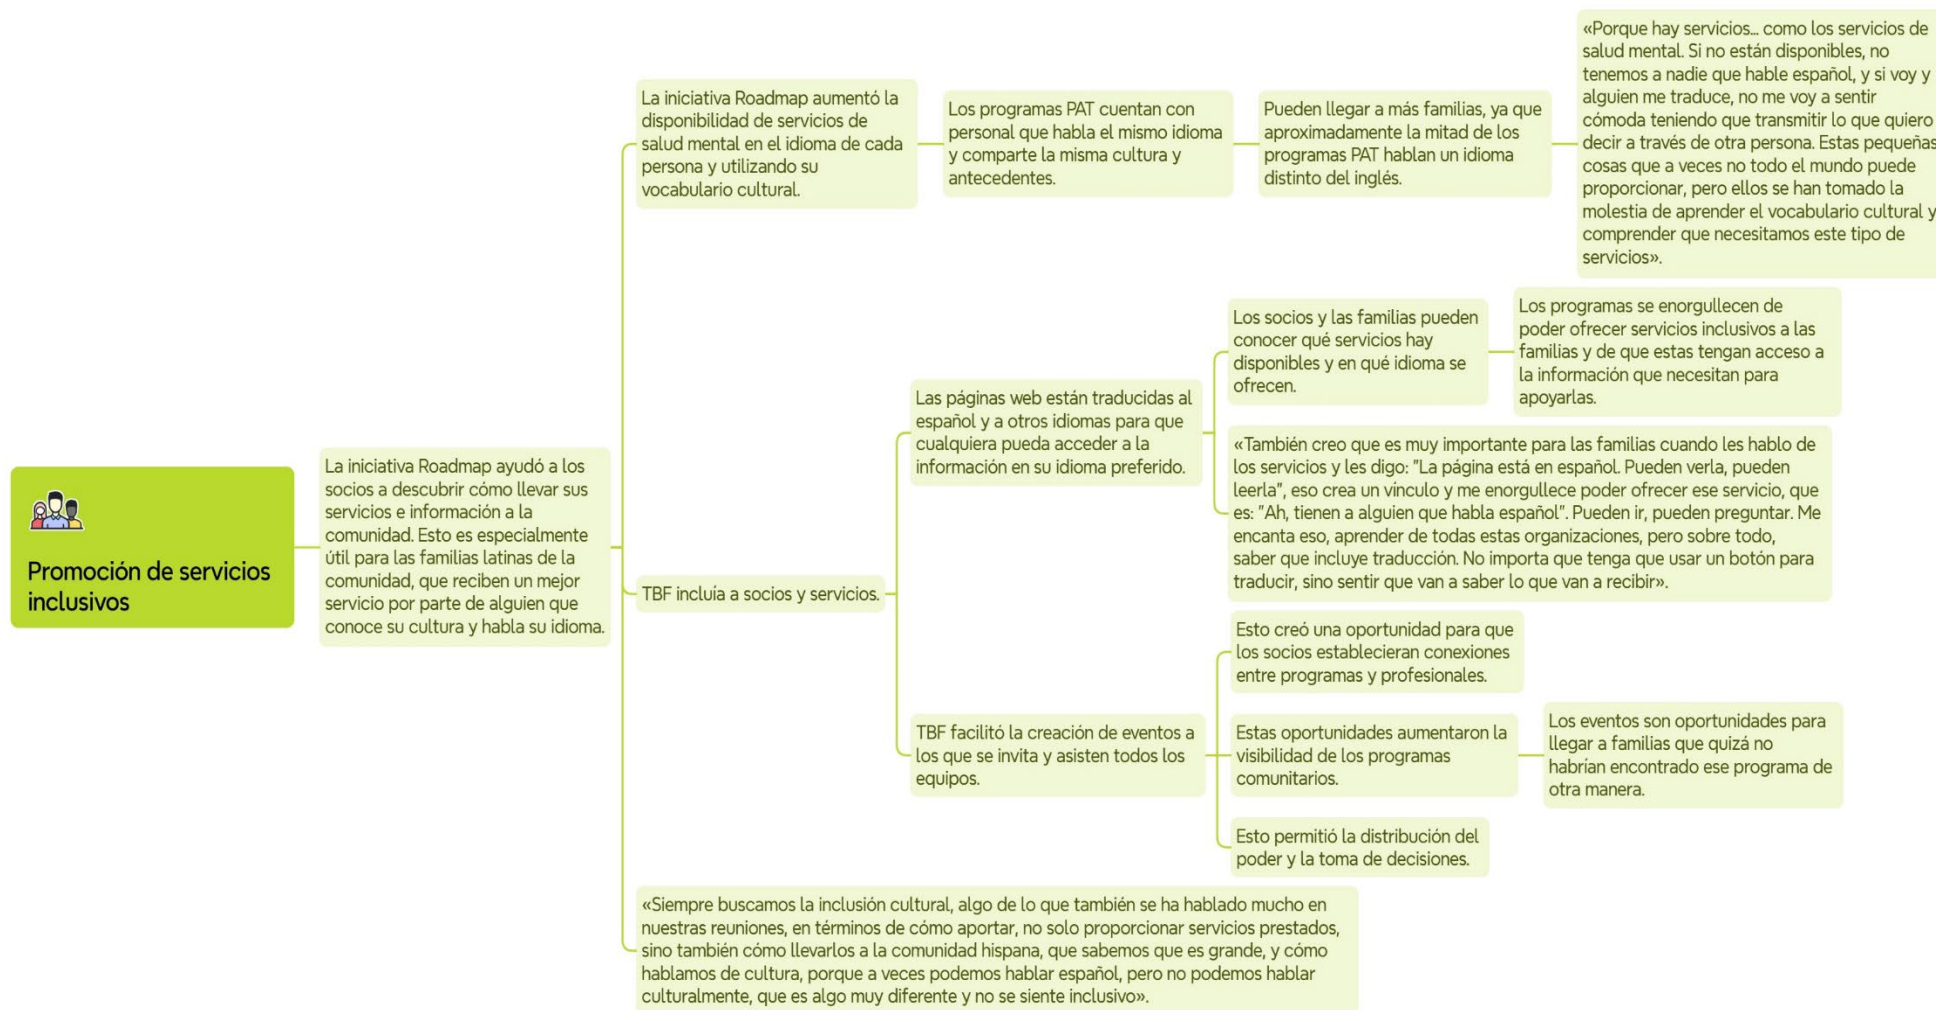 Promoción de servicios
inclusivos
La iniciativa Roadmap ayudó a los
socios a descubrir cómo llevar sus
servicios e información a la
comunidad. Esto es especialmente
útil para las familias latinas de la
comunidad, que reciben un mejor
servicio por parte de alguien que
conoce su cultura y habla su idioma.
La iniciativa Roadmap aumentó la
disponibilidad de servicios de
salud mental en el idioma de cada
persona y utilizando su
vocabulario cultural.
Los programas PAT cuentan con
personal que habla el mismo idioma
y comparte la misma cultura y
antecedentes.
Pueden llegar a más familias, ya que
aproximadamente la mitad de los
programas PAT hablan un idioma
distinto del inglés.
«Porque hay servicios... como los servicios de
salud mental. Si no están disponibles, no
tenemos a nadie que hable español, y si voy y
alguien me traduce, no me voy a sentir
cómoda teniendo que transmitir lo que quiero
decir a través de otra persona. Estas pequeñas
cosas que a veces no todo el mundo puede
proporcionar, pero ellos se han tomado la
molestia de aprender el vocabulario cultural y
comprender que necesitamos este tipo de
servicios».
TBF incluía a socios y servicios.
Las páginas web están traducidas al
español y a otros idiomas para que
cualquiera pueda acceder a la
información en su idioma preferido.
Los socios y las familias pueden
conocer qué servicios hay
disponibles y en qué idioma se
ofrecen.
Los programas se enorgullecen de
poder ofrecer servicios inclusivos a las
familias y de que estas tengan acceso a
la información que necesitan para
apoyarlas.
«También creo que es muy importante para las familias cuando les hablo de
los servicios y les digo: "La página está en español. Pueden verla, pueden
leerla", eso crea un vínculo y me enorgullece poder ofrecer ese servicio, que
es: "Ah, tienen a alguien que habla español". Pueden ir, pueden preguntar. Me
encanta eso, aprender de todas estas organizaciones, pero sobre todo,
saber que incluye traducción. No importa que tenga que usar un botón para
traducir, sino sentir que van a saber lo que van a recibir».
TBF facilitó la creación de eventos a
los que se invita y asisten todos los
equipos.
Esto creó una oportunidad para que
los socios establecieran conexiones
entre programas y profesionales.
Estas oportunidades aumentaron la
visibilidad de los programas
comunitarios.
Los eventos son oportunidades para
llegar a familias que quizá no
habrían encontrado ese programa de
otra manera.
Esto permitió la distribución del
poder y la toma de decisiones.
«Siempre buscamos la inclusión cultural, algo de lo que también se ha hablado mucho en
nuestras reuniones, en términos de cómo aportar, no solo proporcionar servicios prestados,
sino también cómo llevarlos a la comunidad hispana, que sabemos que es grande, y cómo
hablamos de cultura, porque a veces podemos hablar español, pero no podemos hablar
culturalmente, que es algo muy diferente y no se siente inclusivo».